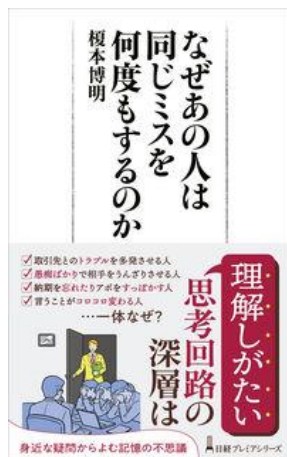 なぜあの人は
同じミスを
何度もするのか
榎本博明
取引先とのトラブルを多発させる人
愚痴ばかりで相手をうんざりさせる人
納期を忘れたりアポをすっぽかす人
言うことがコロコロ変わる人
…一体なぜ?
理解しがたい
思考回路の
深層は
身近な疑問からよむ記憶の不思議
日経プレミアシリーズ